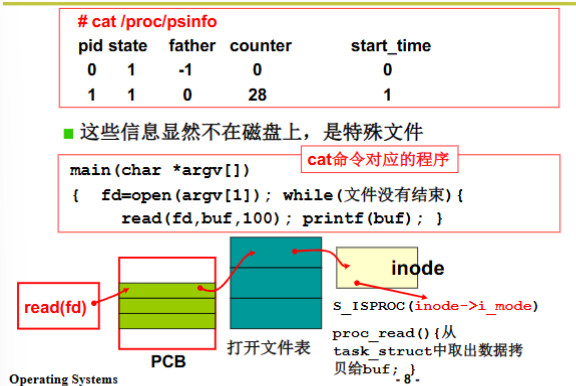 # cat /proc/psinfo
pid state father counter start_time
0 1 -1 0 0
1 1 0 28 1
这些信息显然不在磁盘上，是特殊文件
cat命令对应的程序
main(char *argv[])
{ fd=open(argv[1]); while(文件没有结束){
read(fd,buf,100); printf(buf); }
inode
read(fd)
S_ISPROC(inode->i_mode)
proc_read(){从
task_struct中取出数据拷
贝给buf; }
打开文件表
PCB
Operating Systems
- 8 -